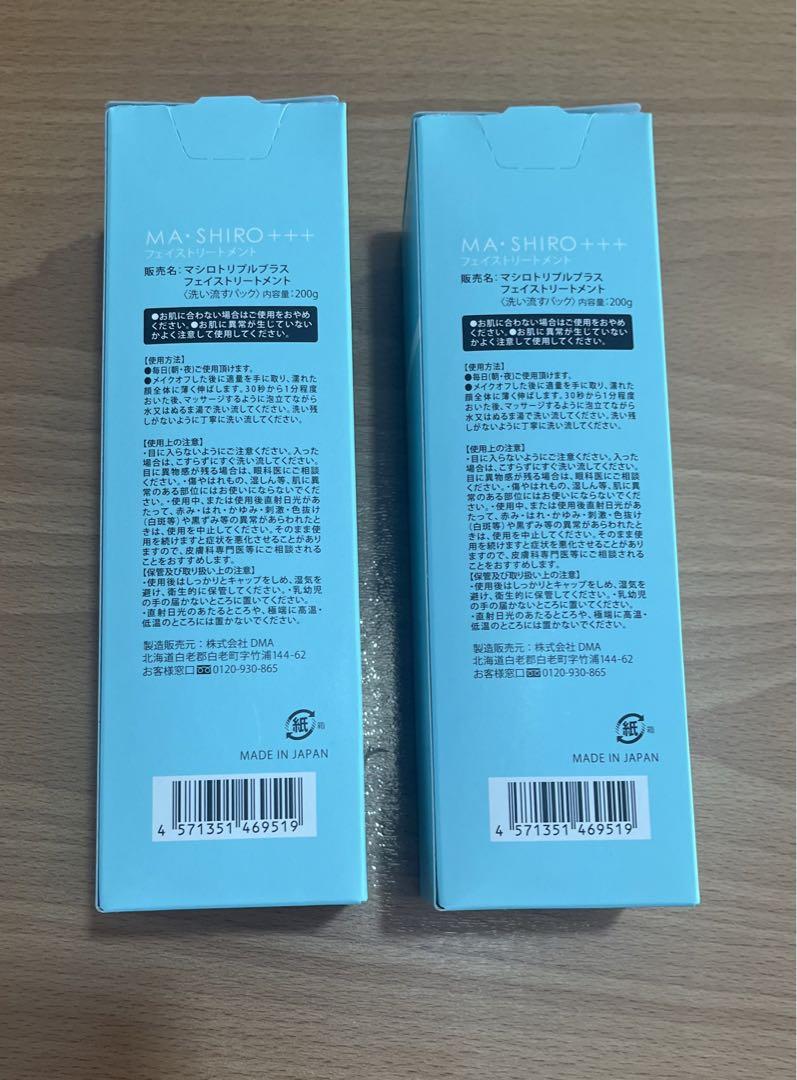 MA・SHIRO+++
フェイストリートメント
販売名：マシロトリプルプラス
フェイストリートメント
〈洗い流すパック〉内容量：200g
●お肌に合わない場合はご使用をおやめ
ください。●お肌に異常が生じていない
かよく注意して使用してください。
【使用方法】
●毎日(朝・夜)ご使用頂けます。
●メイクオフした後に適量を手に取り、濡れた
顔全体に薄く伸ばします。30秒から1分程度
おいた後、マッサージするように泡立てながら
水又はぬるま湯で洗い流してください。洗い残
しがないように丁寧に洗い流してください。
【使用上の注意】
・目に入らないようにご注意ください。入った
場合は、こすらずにすぐ洗い流してください。
目に異物感が残る場合は、眼科医にご相談
ください。・傷やはれもの、湿しん等、肌に異
常のある部位にはお使いにならないでくだ
さい。・使用中、または使用後直射日光があ
たって、赤み・はれ・かゆみ・刺激・色抜け
(白斑等)や黒ずみ等の異常があらわれたと
きは、使用を中止してください。そのまま使
用を続けますと症状を悪化させることがあり
ますので、皮膚科専門医等にご相談される
ことをおすすめします。
【保管及び取り扱い上の注意】
・使用後はしっかりとキャップをしめ、湿気を
避け、衛生的に保管してください。・乳幼児
の手の届かないところに置いてください。
・直射日光のあたるところや、極端に高温・
低温のところには置かないでください。
製造販売元：株式会社 DMA
北海道白老郡白老町字竹浦144-62
お客様窓口 0120-930-865
紙 箱
MADE IN JAPAN
4 571351 469519
MA・SHIRO+++
フェイストリートメント
販売名：マシロトリプルプラス
フェイストリートメント
〈洗い流すパック〉内容量：200g
●お肌に合わない場合はご使用をおやめ
ください。●お肌に異常が生じていない
かよく注意して使用してください。
【使用方法】
●毎日(朝・夜)ご使用頂けます。
●メイクオフした後に適量を手に取り、濡れた
顔全体に薄く伸ばします。30秒から1分程度
おいた後、マッサージするように泡立てながら
水又はぬるま湯で洗い流してください。洗い残
しがないように丁寧に洗い流してください。
【使用上の注意】
・目に入らないようにご注意ください。入った
場合は、こすらずにすぐ洗い流してください。
目に異物感が残る場合は、眼科医にご相談
ください。・傷やはれもの、湿しん等、肌に異
常のある部位にはお使いにならないでくだ
さい。・使用中、または使用後直射日光があ
たって、赤み・はれ・かゆみ・刺激・色抜け
(白斑等)や黒ずみ等の異常があらわれたと
きは、使用を中止してください。そのまま使
用を続けますと症状を悪化させることがあり
ますので、皮膚科専門医等にご相談される
ことをおすすめします。
【保管及び取り扱い上の注意】
・使用後はしっかりとキャップをしめ、湿気を
避け、衛生的に保管してください。・乳幼児
の手の届かないところに置いてください。
・直射日光のあたるところや、極端に高温・
低温のところには置かないでください。
製造販売元：株式会社 DMA
北海道白老郡白老町字竹浦144-62
お客様窓口 0120-930-865
紙 箱
MADE IN JAPAN
4 571351 469519